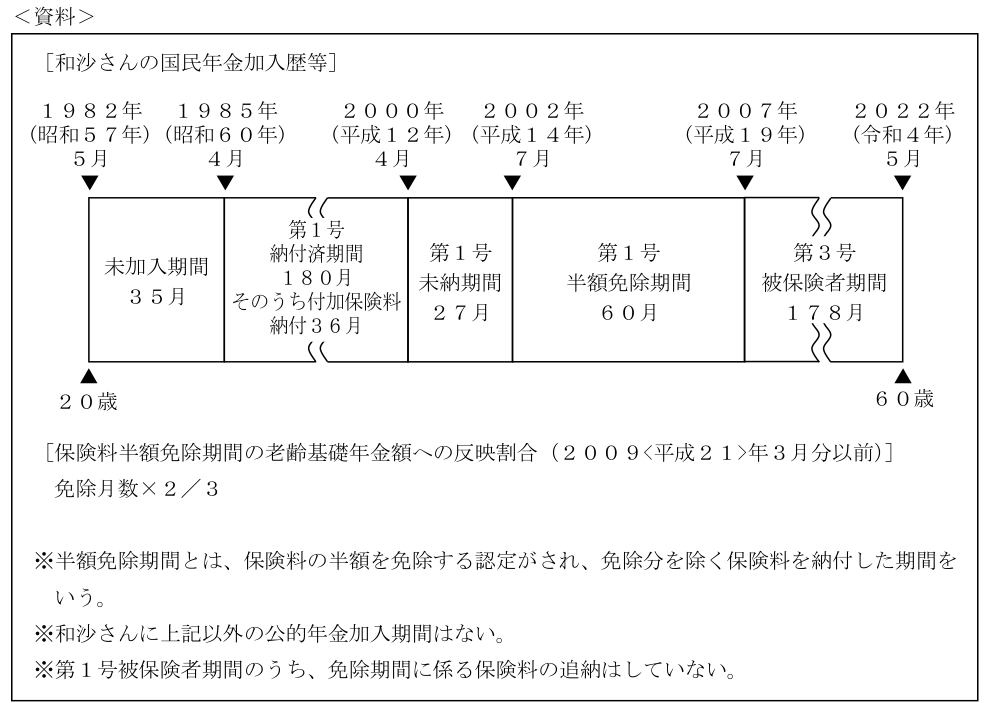 ＜資料＞
［和沙さんの国民年金加入歴等］
１９８２年 １９８５年 ２０００年 ２００２年 ２００７年 ２０２２年
（昭和５７年） （昭和６０年） （平成１２年） （平成１４年） （平成１９年） （令和４年）
５月 ４月 ４月 ７月 ７月 ５月
未加入期間
３５月
第１号
納付済期間
１８０月
そのうち付加保険料
納付３６月
第１号
未納期間
２７月
第１号
半額免除期間
６０月
第３号
被保険者期間
１７８月
２０歳 ６０歳
［保険料半額免除期間の老齢基礎年金額への反映割合（２００９<平成２１>年３月分以前）］
免除月数×２／３
※半額免除期間とは、保険料の半額を免除する認定がされ、免除分を除く保険料を納付した期間を
いう。
※和沙さんに上記以外の公的年金加入期間はない。
※第１号被保険者期間のうち、免除期間に係る保険料の追納はしていない。